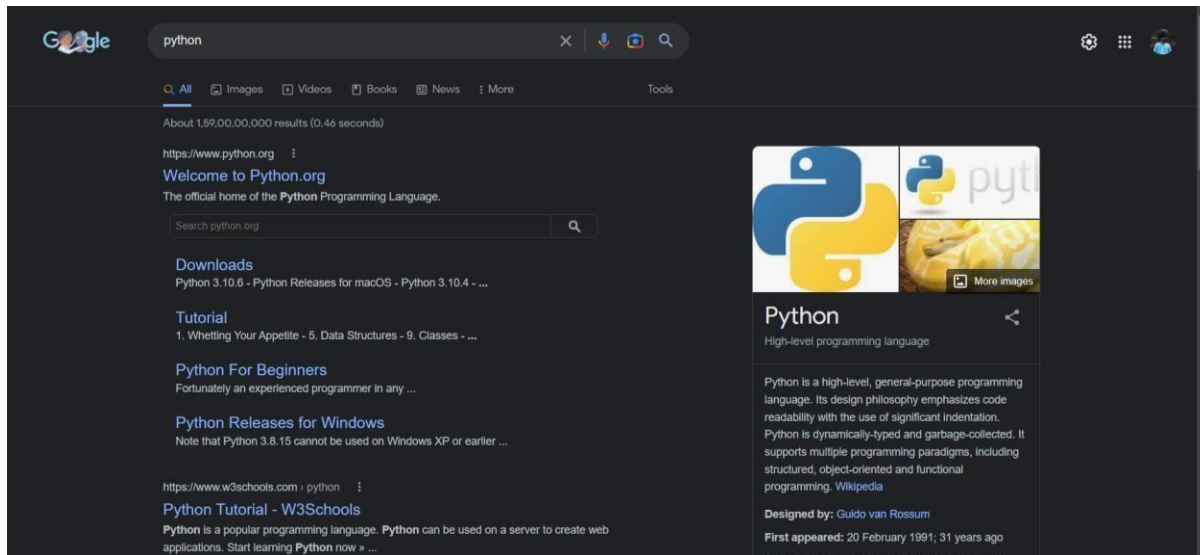 Google
python
All Images Videos Books News More Tools
About 1,59,00,00,000 results (0.46 seconds)
https://www.python.org
Welcome to Python.org
The official home of the Python Programming Language.
Search python.org
Downloads
Python 3.10.6 - Python Releases for macOS - Python 3.10.4 - ...
Tutorial
1. Whetting Your Appetite - 5. Data Structures - 9. Classes - ...
Python For Beginners
Fortunately an experienced programmer in any ...
Python Releases for Windows
Note that Python 3.8.15 cannot be used on Windows XP or earlier ...
https://www.w3schools.com › python
Python Tutorial - W3Schools
Python is a popular programming language. Python can be used on a server to create web
applications. Start learning Python now » ...
pyt
More images
Python
High-level programming language
Python is a high-level, general-purpose programming
language. Its design philosophy emphasizes code
readability with the use of significant indentation.
Python is dynamically-typed and garbage-collected. It
supports multiple programming paradigms, including
structured, object-oriented and functional
programming. Wikipedia
Designed by: Guido van Rossum
First appeared: 20 February 1991; 31 years ago